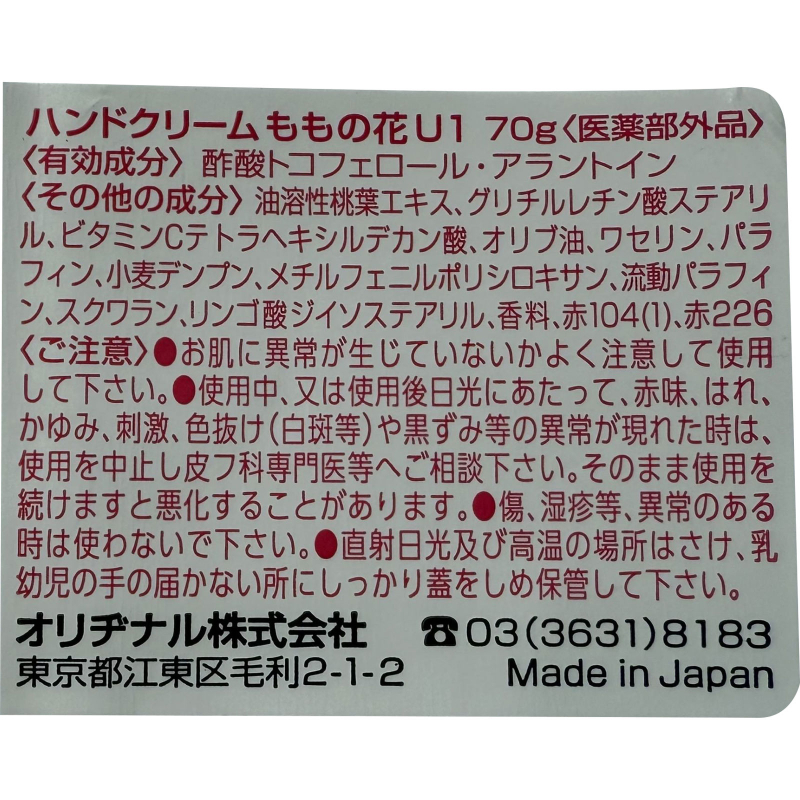 ハンドクリームももの花U1 70g〈医薬部外品〉
〈有効成分〉酢酸トコフェロール・アラントイン
〈その他の成分〉油溶性桃葉エキス、グリチルレチン酸ステアリ
ル、ビタミンCテトラヘキシルデカン酸、オリブ油、ワセリン、パラ
フィン、小麦デンプン、メチルフェニルポリシロキサン、流動パラフィ
ン、スクワラン、リンゴ酸ジイソステアリル、香料、赤104(1)、赤226
〈ご注意〉●お肌に異常が生じていないかよく注意して使用
して下さい。●使用中、又は使用後日光にあたって、赤味、はれ、
かゆみ、刺激、色抜け(白斑等)や黒ずみ等の異常が現れた時は、
使用を中止し皮フ科専門医等へご相談下さい。そのまま使用を
続けますと悪化することがあります。●傷、湿疹等、異常のある
時は使わないで下さい。●直射日光及び高温の場所はさけ、乳
幼児の手の届かない所にしっかり蓋をしめ保管して下さい。
オリヂナル株式会社 ☎03(3631)8183
東京都江東区毛利2-1-2 Made in Japan